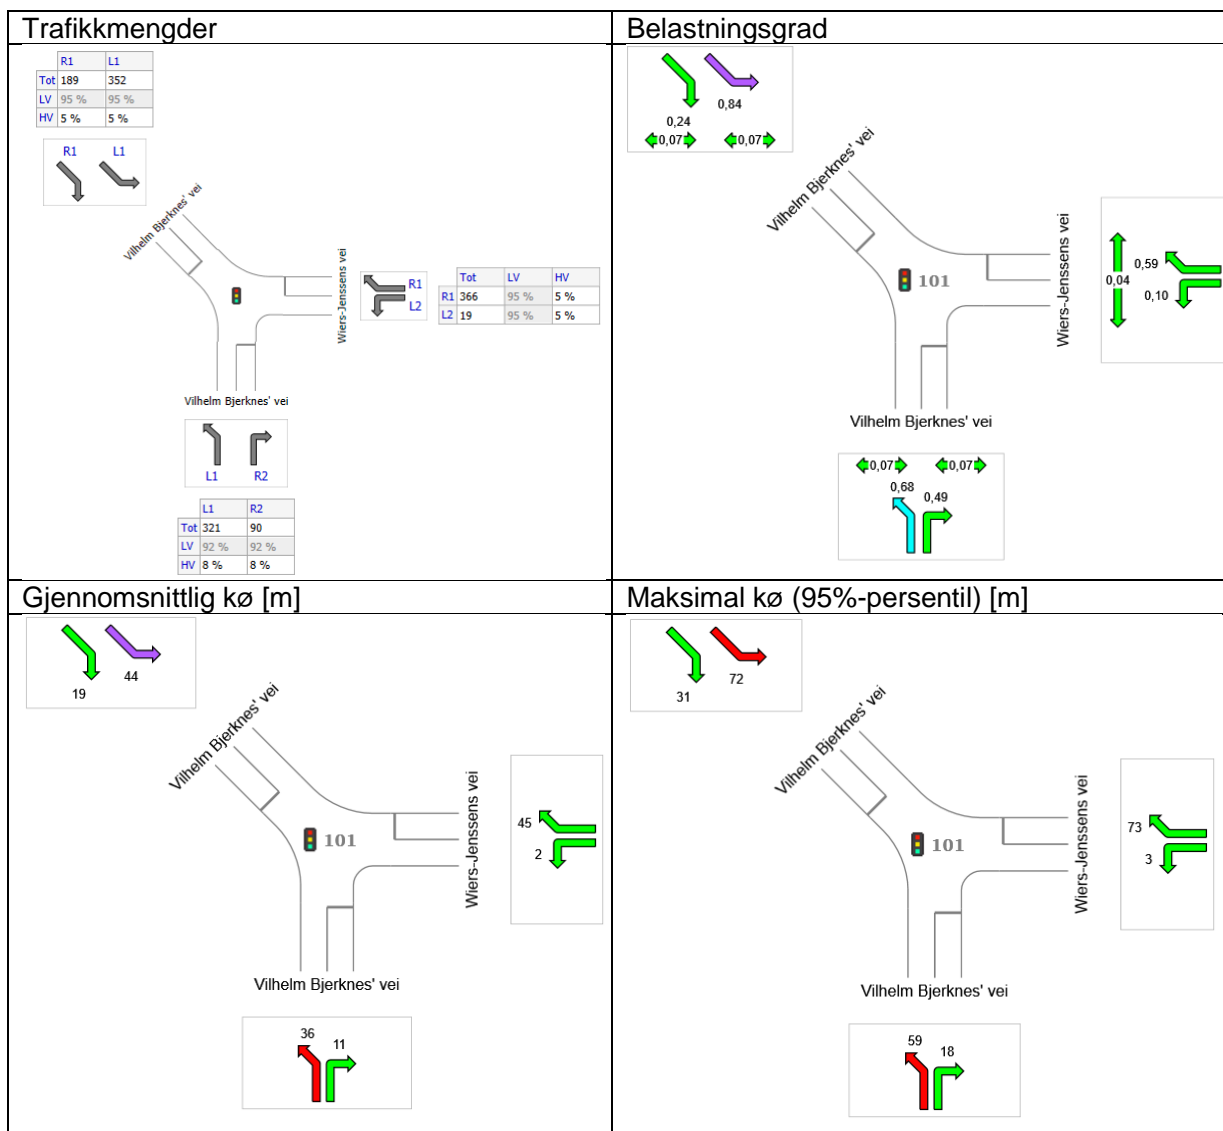 Trafikkmengder
R1 L1
Tot 189 352
LV 95 % 95 %
HV 5 % 5 %
R1 L1
Vilhelm Bjerknes' vei
Wiers-Jenssens vei
R1
L2
Tot LV HV
R1 366 95 % 5 %
L2 19 95 % 5 %
Vilhelm Bjerknes' vei
L1 R2
L1 R2
Tot 321 90
LV 92 % 92 %
HV 8 % 8 %
Belastningsgrad
0,84
0,24
0,07 0,07
Vilhelm Bjerknes' vei
101
Wiers-Jenssens vei
0,59
0,04
0,10
Vilhelm Bjerknes' vei
0,07 0,07
0,68 0,49
Gjennomsnittlig kø [m]
44
19
Vilhelm Bjerknes' vei
101
Wiers-Jenssens vei
45
2
Vilhelm Bjerknes' vei
36 11
Maksimal kø (95%-persentil) [m]
72
31
Vilhelm Bjerknes' vei
101
Wiers-Jenssens vei
73
3
Vilhelm Bjerknes' vei
59 18